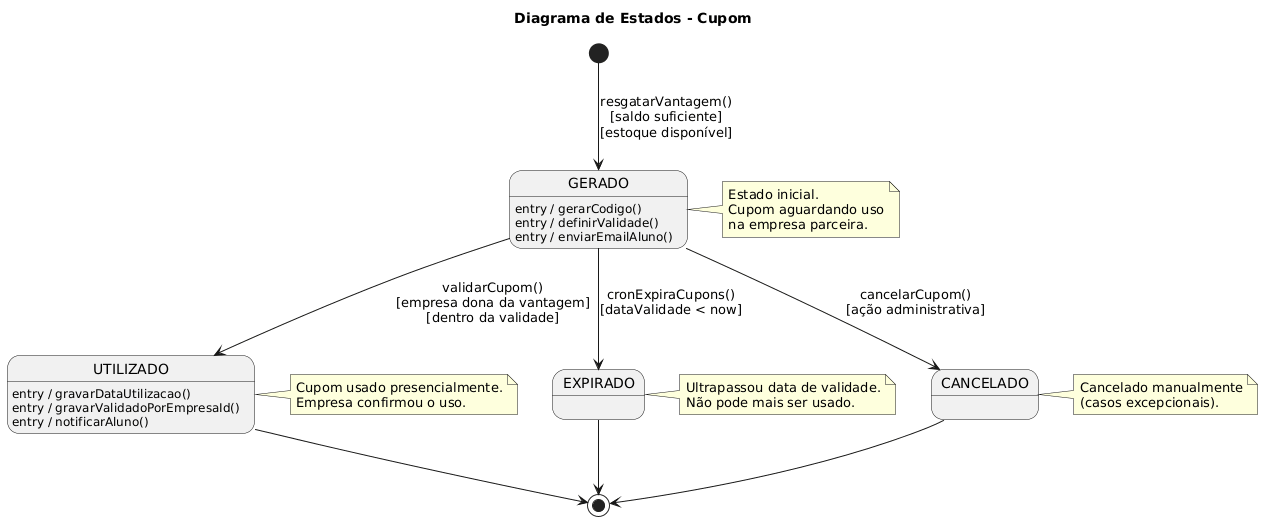 Diagrama de Estados - Cupom
resgatarVantagem()
[saldo suficiente]
[estoque disponível]
GERADO
entry / gerarCodigo()
entry / definirValidade()
entry / enviarEmailAluno()
Estado inicial.
Cupom aguardando uso
na empresa parceira.
validarCupom()
[empresa dona da vantagem]
[dentro da validade]
cronExpiraCupons()
[dataValidade < now]
cancelarCupom()
[ação administrativa]
UTILIZADO
entry / gravarDataUtilizacao()
entry / gravarValidadoPorEmpresaId()
entry / notificarAluno()
Cupom usado presencialmente.
Empresa confirmou o uso.
EXPIRADO
Ultrapassou data de validade.
Não pode mais ser usado.
CANCELADO
Cancelado manualmente
(casos excepcionais).